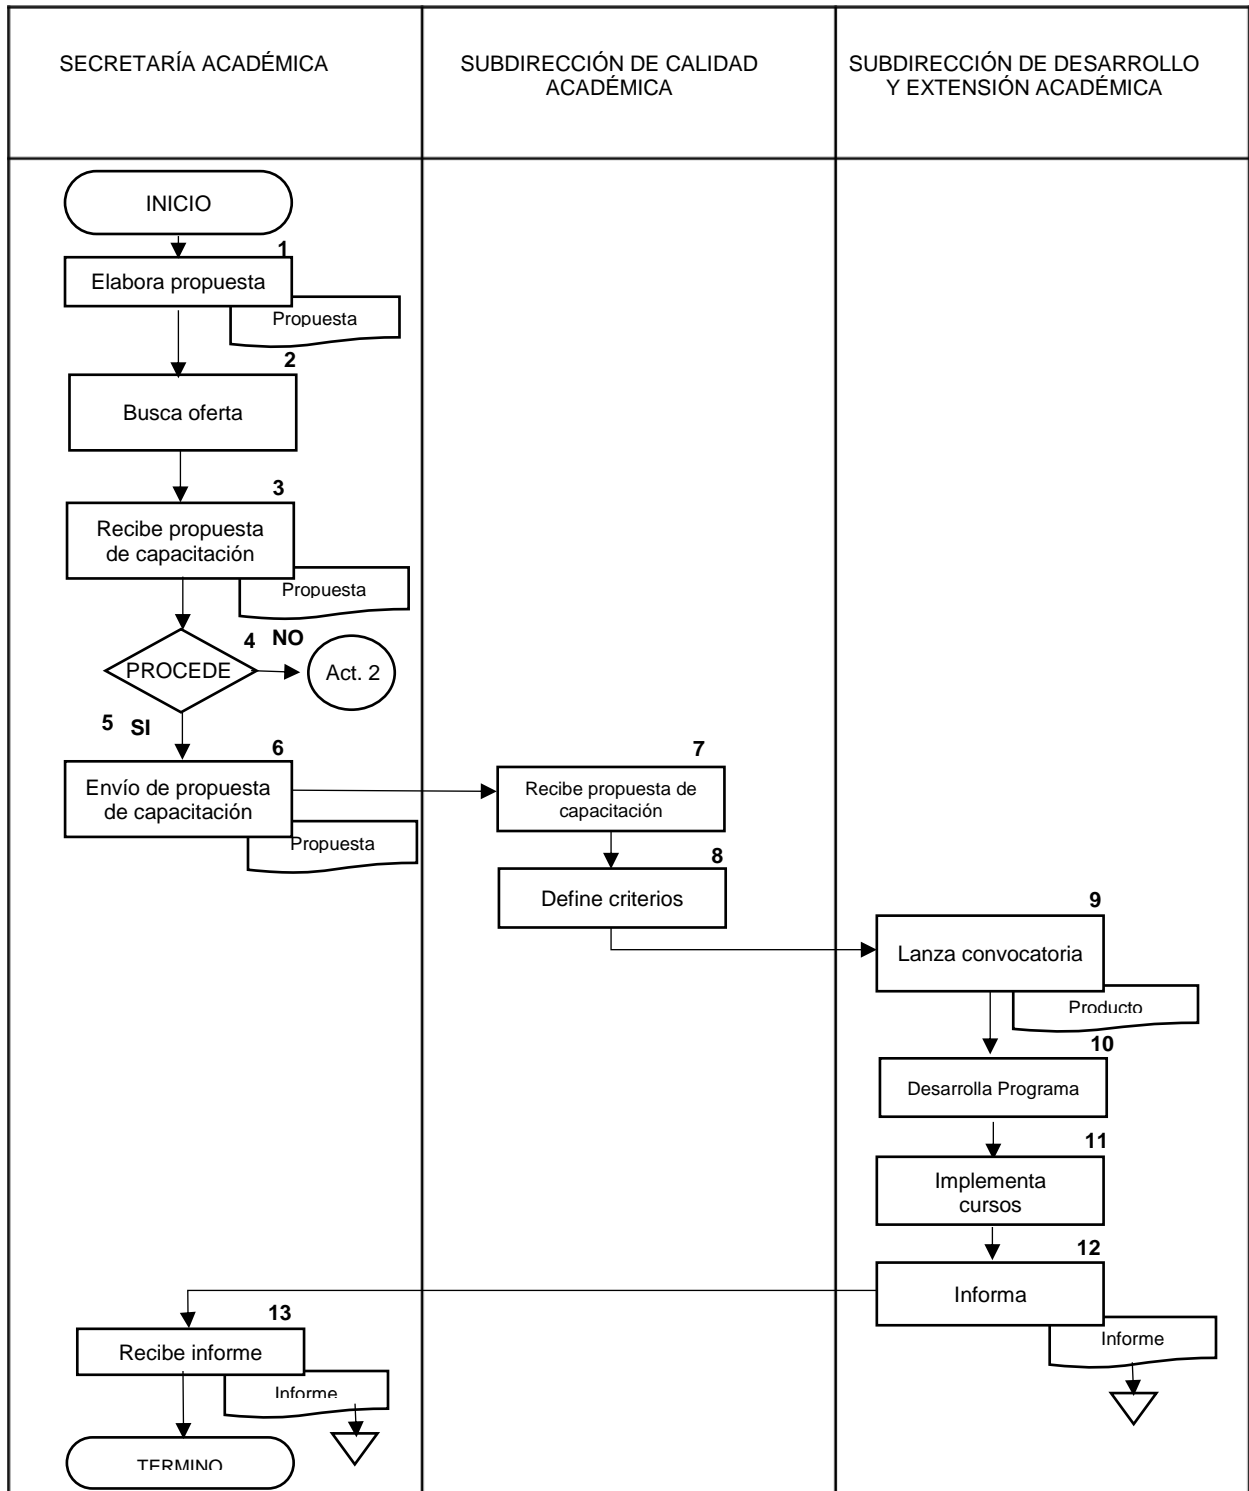 SECRETARÍA ACADÉMICA
SUBDIRECCIÓN DE CALIDAD
ACADÉMICA
SUBDIRECCIÓN DE DESARROLLO
Y EXTENSIÓN ACADÉMICA
INICIO
1
Elabora propuesta
Propuesta
2
Busca oferta
3
Recibe propuesta
de capacitación
Propuesta
4 NO
PROCEDE
Act. 2
5 SI
6
Envío de propuesta
de capacitación
Propuesta
7
Recibe propuesta de
capacitación
8
Define criterios
9
Lanza convocatoria
Producto
10
Desarrolla Programa
11
Implementa
cursos
12
Informa
Informe
13
Recibe informe
Informe
TERMINO